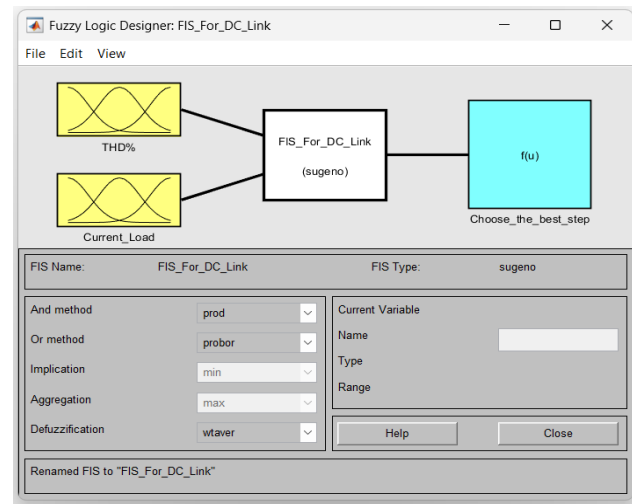 Fuzzy Logic Designer: FIS_For_DC_Link
File Edit View
THD%
Current_Load
FIS_For_DC_Link
(sugeno)
f(u)
Choose_the_best_step
FIS Name: FIS_For_DC_Link FIS Type: sugeno
And method prod
Or method probor
Implication min
Aggregation max
Defuzzification wtaver
Current Variable
Name
Type
Range
Help Close
Renamed FIS to "FIS_For_DC_Link"